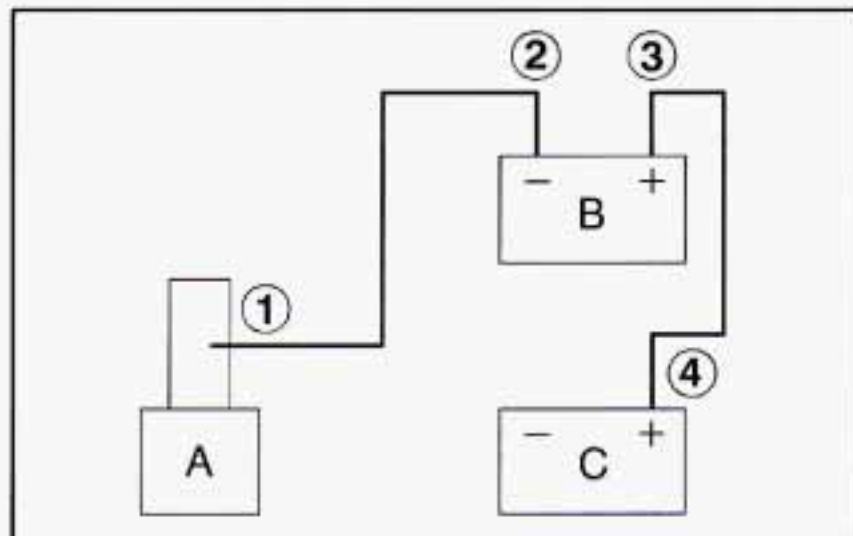 ② ③
− +
B
①
④
− +
A C